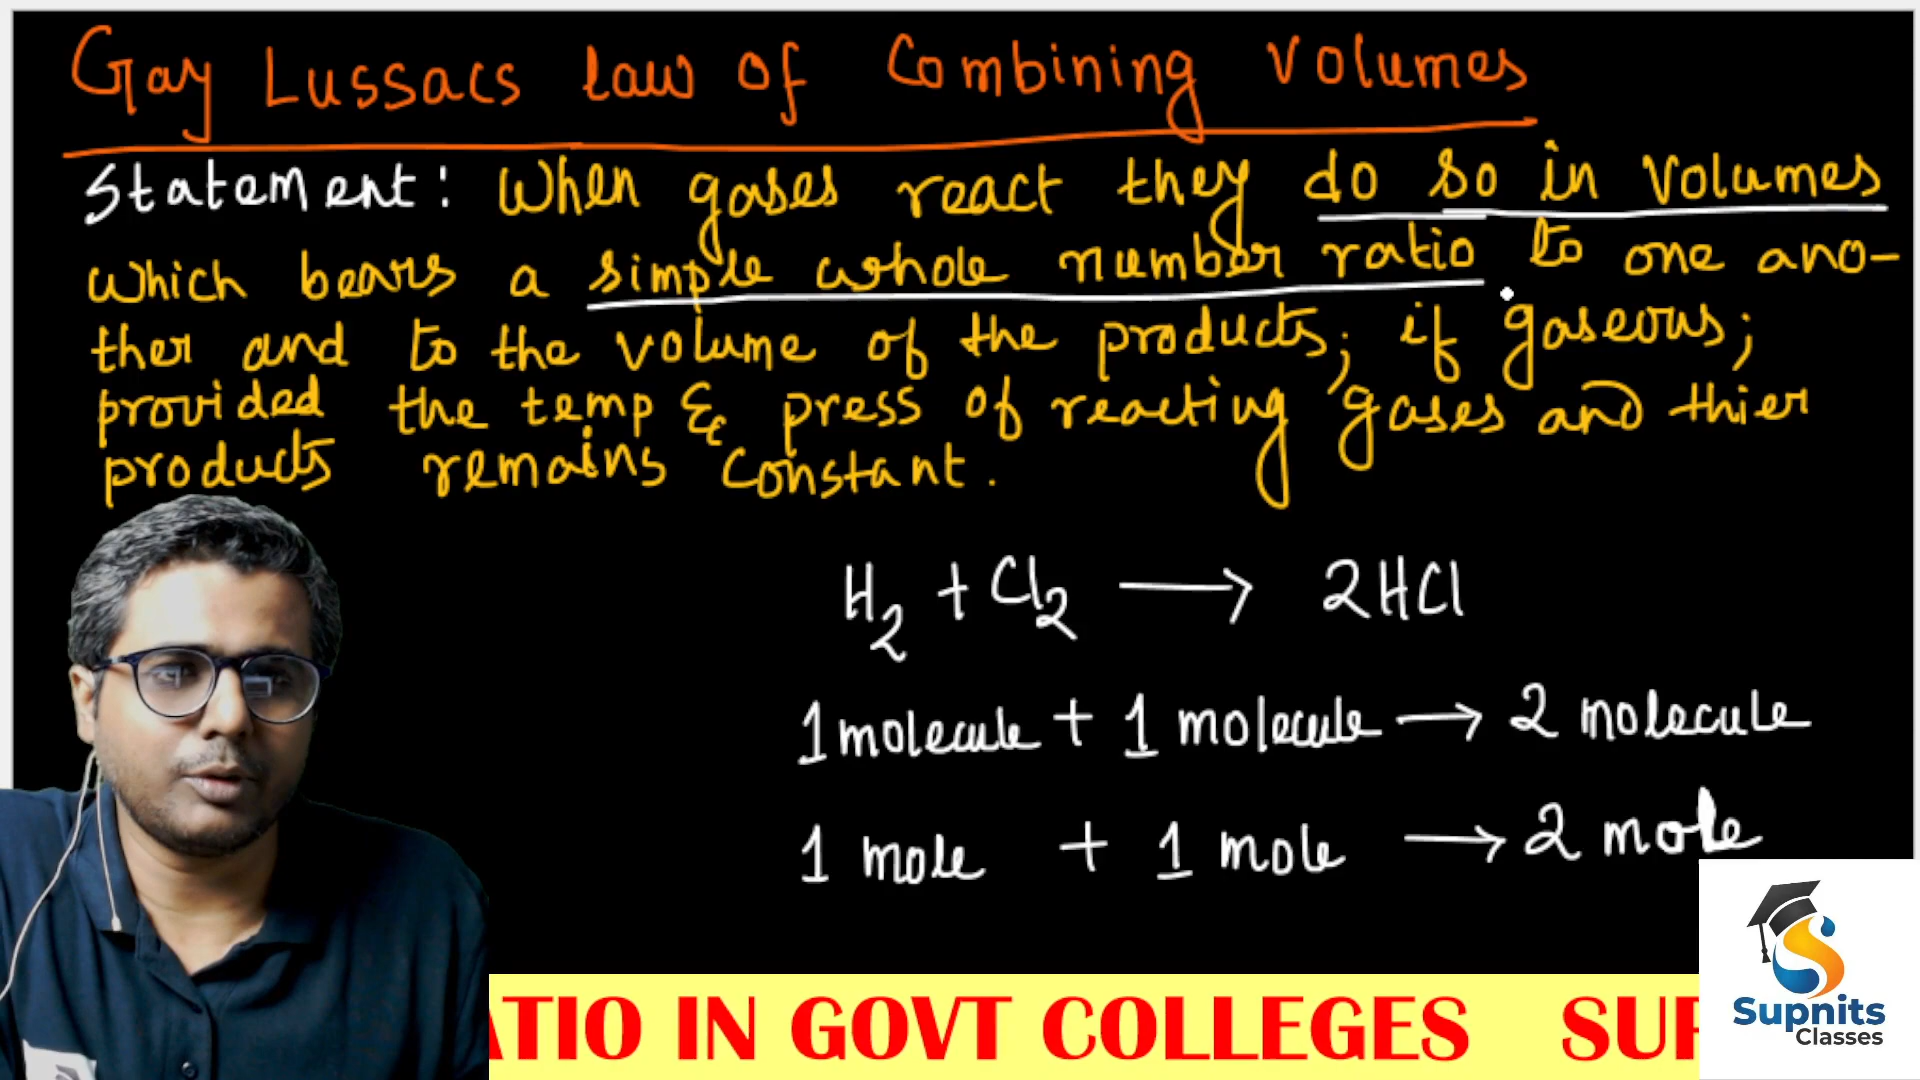 Gay Lussacs law of Combining Volumes
Statement: When gases react they do so in volumes
which bears a simple whole number ratio to one ano-
ther and to the volume of the products; if gaseous;
provided the temp & press of reacting gases and thier
products remains constant.
H₂ + Cl₂ → 2HCl
1 molecule + 1 molecule → 2 molecule
1 mole + 1 mole → 2 mole
ATIO IN GOVT COLLEGES SUP
Supnits
Classes